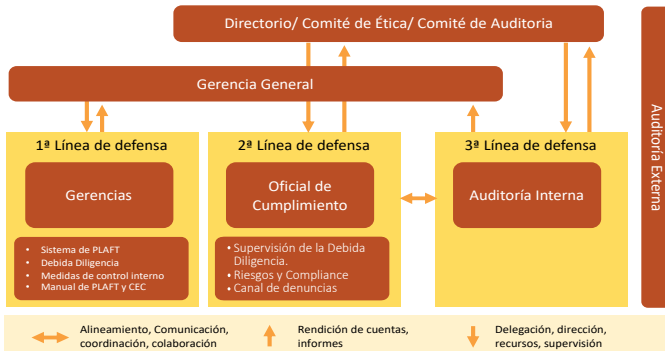 Directorio/ Comité de Ética/ Comité de Auditoria
Gerencia General
Auditoría Externa
1ª Línea de defensa
Gerencias
• Sistema de PLAFT
• Debida Diligencia
• Medidas de control interno
• Manual de PLAFT y CEC
2ª Línea de defensa
Oficial de
Cumplimiento
• Supervisión de la Debida
Diligencia.
• Riesgos y Compliance
• Canal de denuncias
3ª Línea de defensa
Auditoría Interna
Alineamiento, Comunicación,
coordinación, colaboración
Rendición de cuentas,
informes
Delegación, dirección,
recursos, supervisión